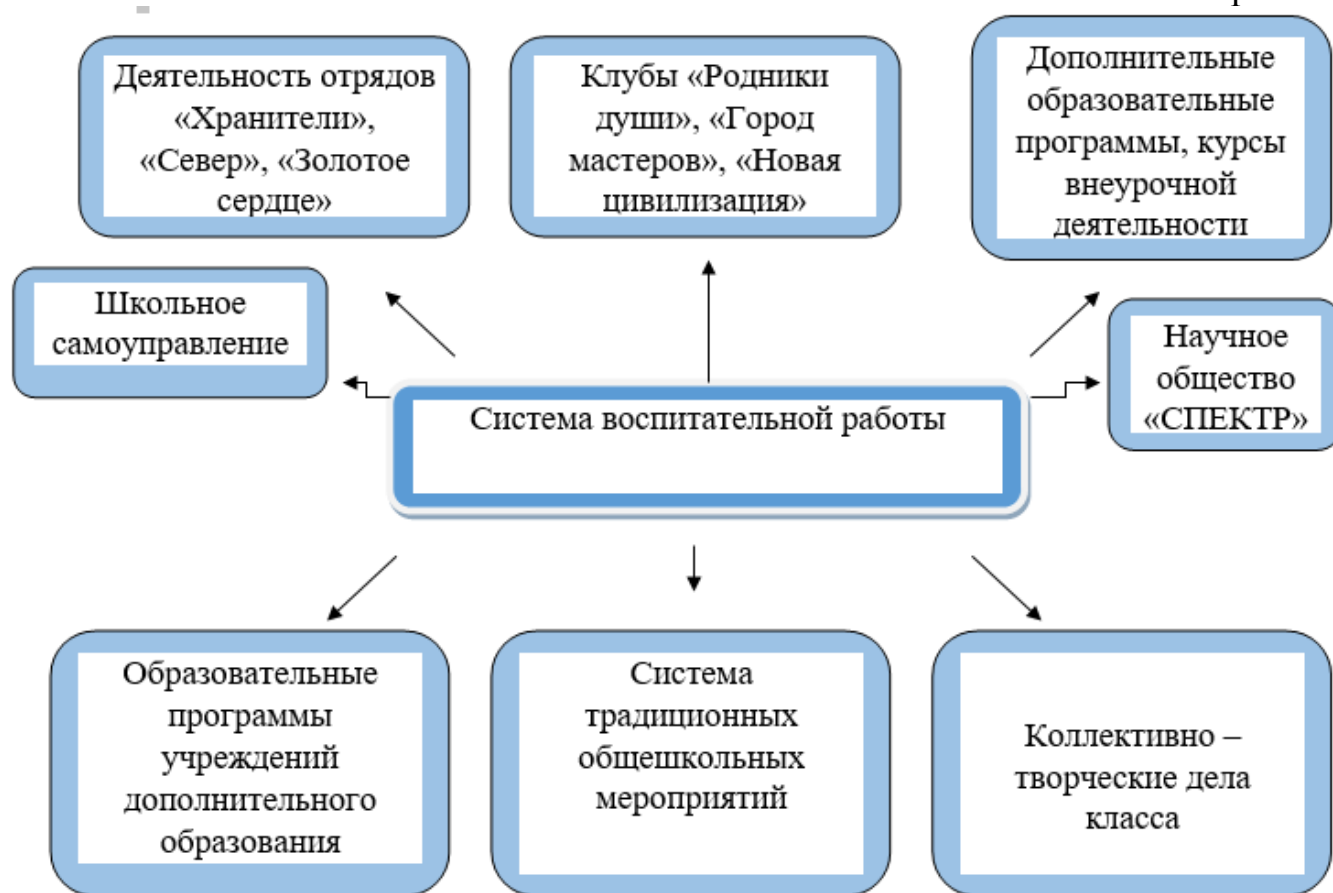 Деятельность отрядов
«Хранители»,
«Север», «Золотое
сердце»
Клубы «Родники
души», «Город
мастеров», «Новая
цивилизация»
Дополнительные
образовательные
программы, курсы
внеурочной
деятельности
Школьное
самоуправление
Научное
общество
«СПЕКТР»
Система воспитательной работы
Образовательные
программы
учреждений
дополнительного
образования
Система
традиционных
общешкольных
мероприятий
Коллективно –
творческие дела
класса